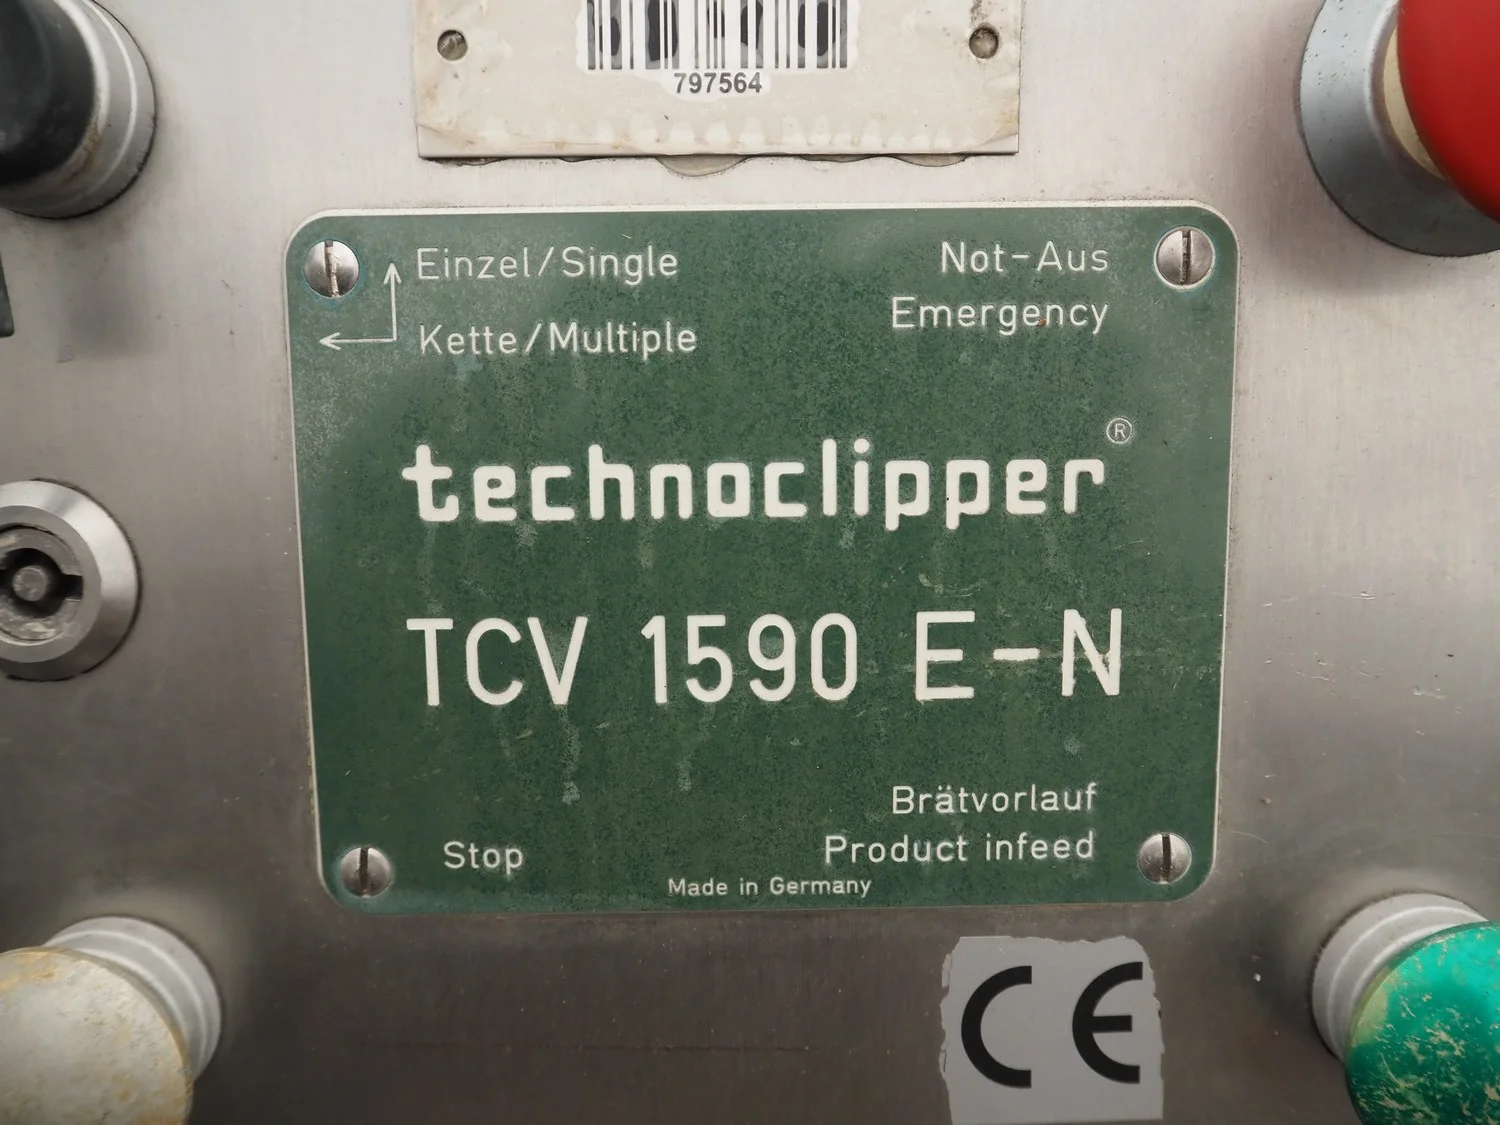 797564
Einzel/Single
Kette/Multiple
Not-Aus
Emergency
technoclipper®
TCV 1590 E-N
Brätvorlauf
Product infeed
Stop
Made in Germany
CE